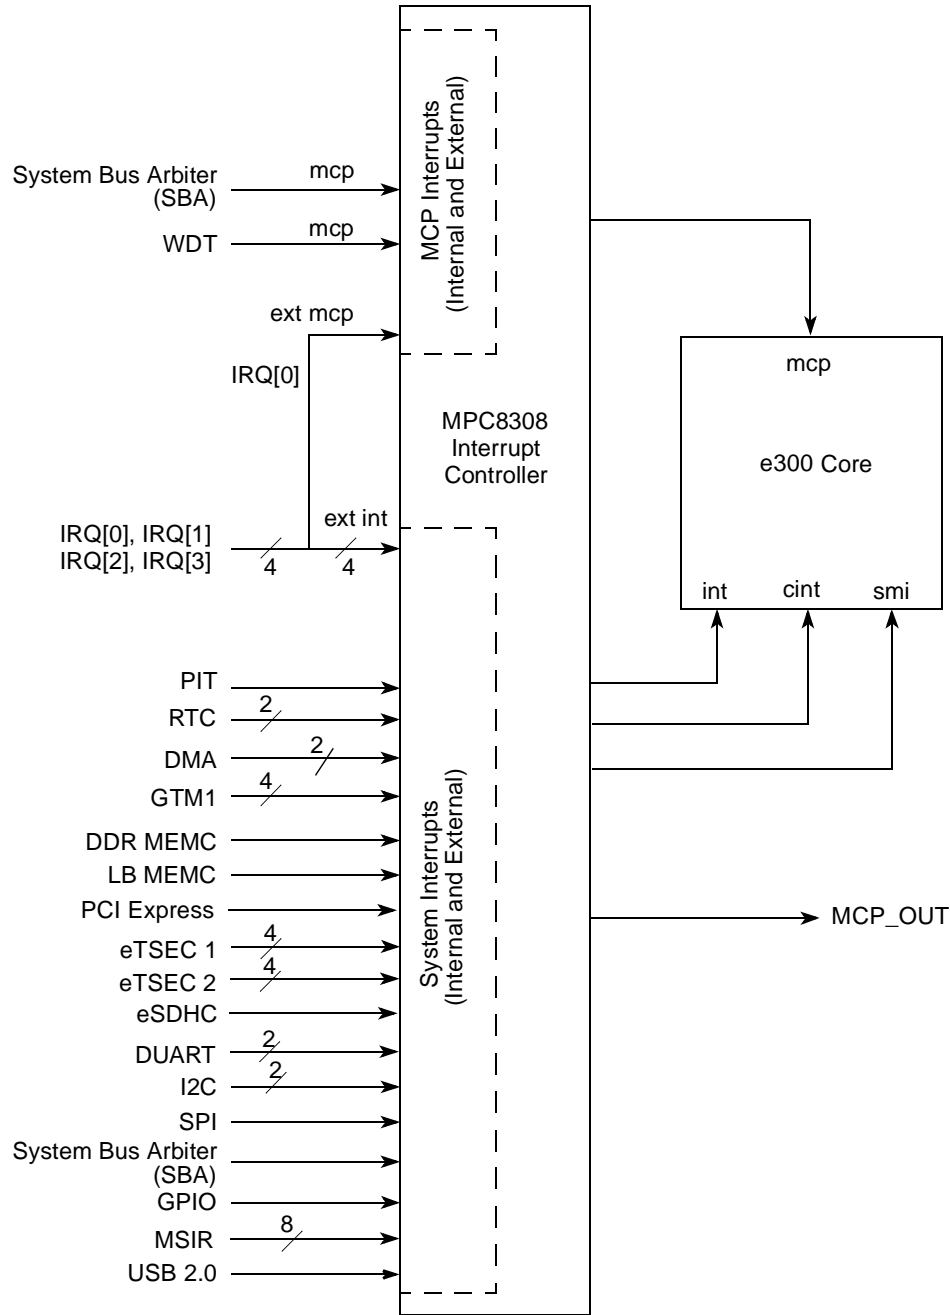 MCP Interrupts
(Internal and External)
System Bus Arbiter
(SBA)
mcp
WDT
mcp
ext mcp
IRQ[0]
mcp
MPC8308
Interrupt
Controller
e300 Core
ext int
IRQ[0], IRQ[1]
IRQ[2], IRQ[3]
4
4
int
cint
smi
System Interrupts
(Internal and External)
PIT
RTC
2
DMA
2
GTM1
4
DDR MEMC
LB MEMC
PCI Express
MCP_OUT
eTSEC 1
4
eTSEC 2
4
eSDHC
DUART
2
I2C
2
SPI
System Bus Arbiter
(SBA)
GPIO
MSIR
8
USB 2.0